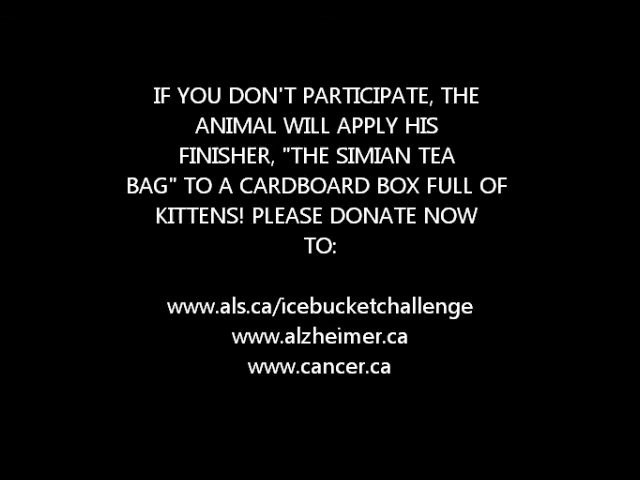 IF YOU DON'T PARTICIPATE, THE
ANIMAL WILL APPLY HIS
FINISHER, "THE SIMIAN TEA
BAG" TO A CARDBOARD BOX FULL OF
KITTENS! PLEASE DONATE NOW
TO:
www.als.ca/icebucketchallenge
www.alzheimer.ca
www.cancer.ca